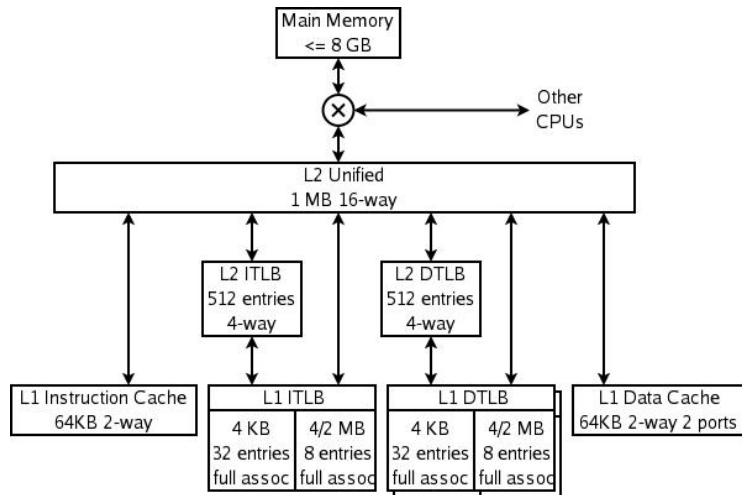 Main Memory
<= 8 GB
Other
CPUs
L2 Unified
1 MB 16-way
L2 ITLB
512 entries
4-way
L2 DTLB
512 entries
4-way
L1 Instruction Cache
64KB 2-way
L1 ITLB
4 KB
32 entries
full assoc
4/2 MB
8 entries
full assoc
L1 DTLB
4 KB
32 entries
full assoc
4/2 MB
8 entries
full assoc
L1 Data Cache
64KB 2-way 2 ports